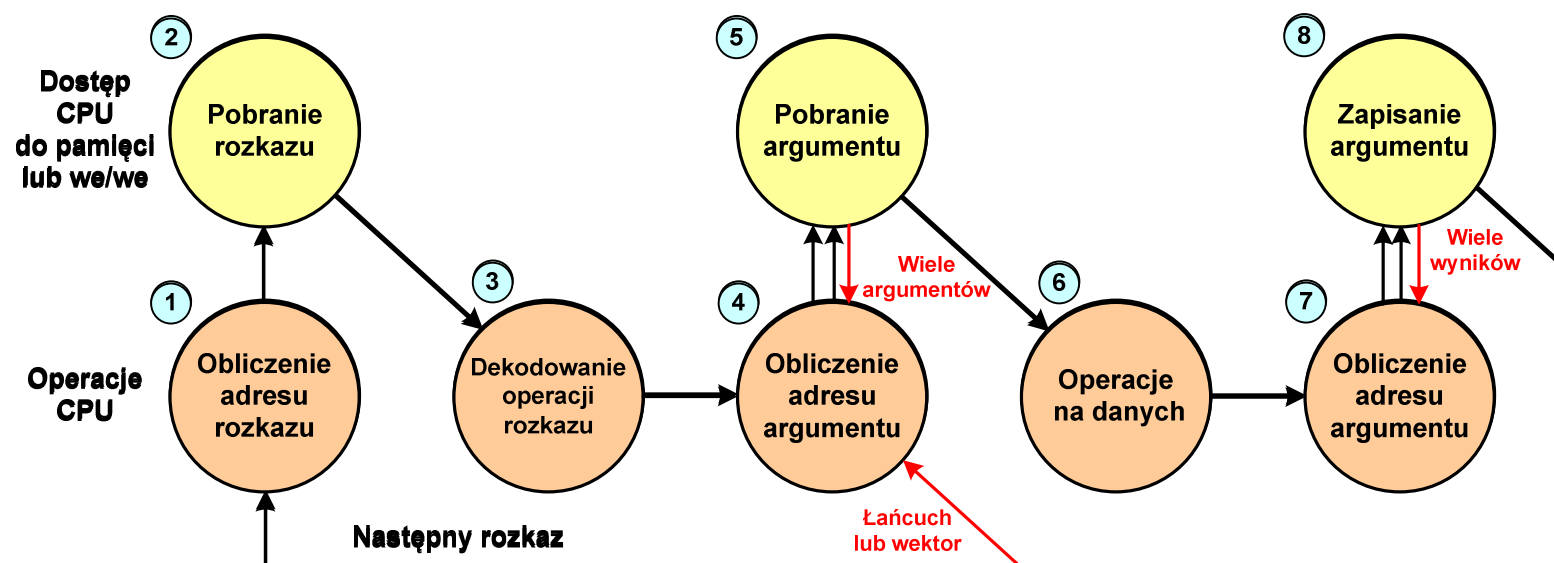 2
5
8
Dostęp
CPU
do pamięci
lub we/we
Pobranie
rozkazu
Pobranie
argumentu
Zapisanie
argumentu
Wiele
argumentów
Wiele
wyników
1
3
4
6
7
Operacje
CPU
Obliczenie
adresu
rozkazu
Dekodowanie
operacji
rozkazu
Obliczenie
adresu
argumentu
Operacje
na danych
Obliczenie
adresu
argumentu
Następny rozkaz
Łańcuch
lub wektor